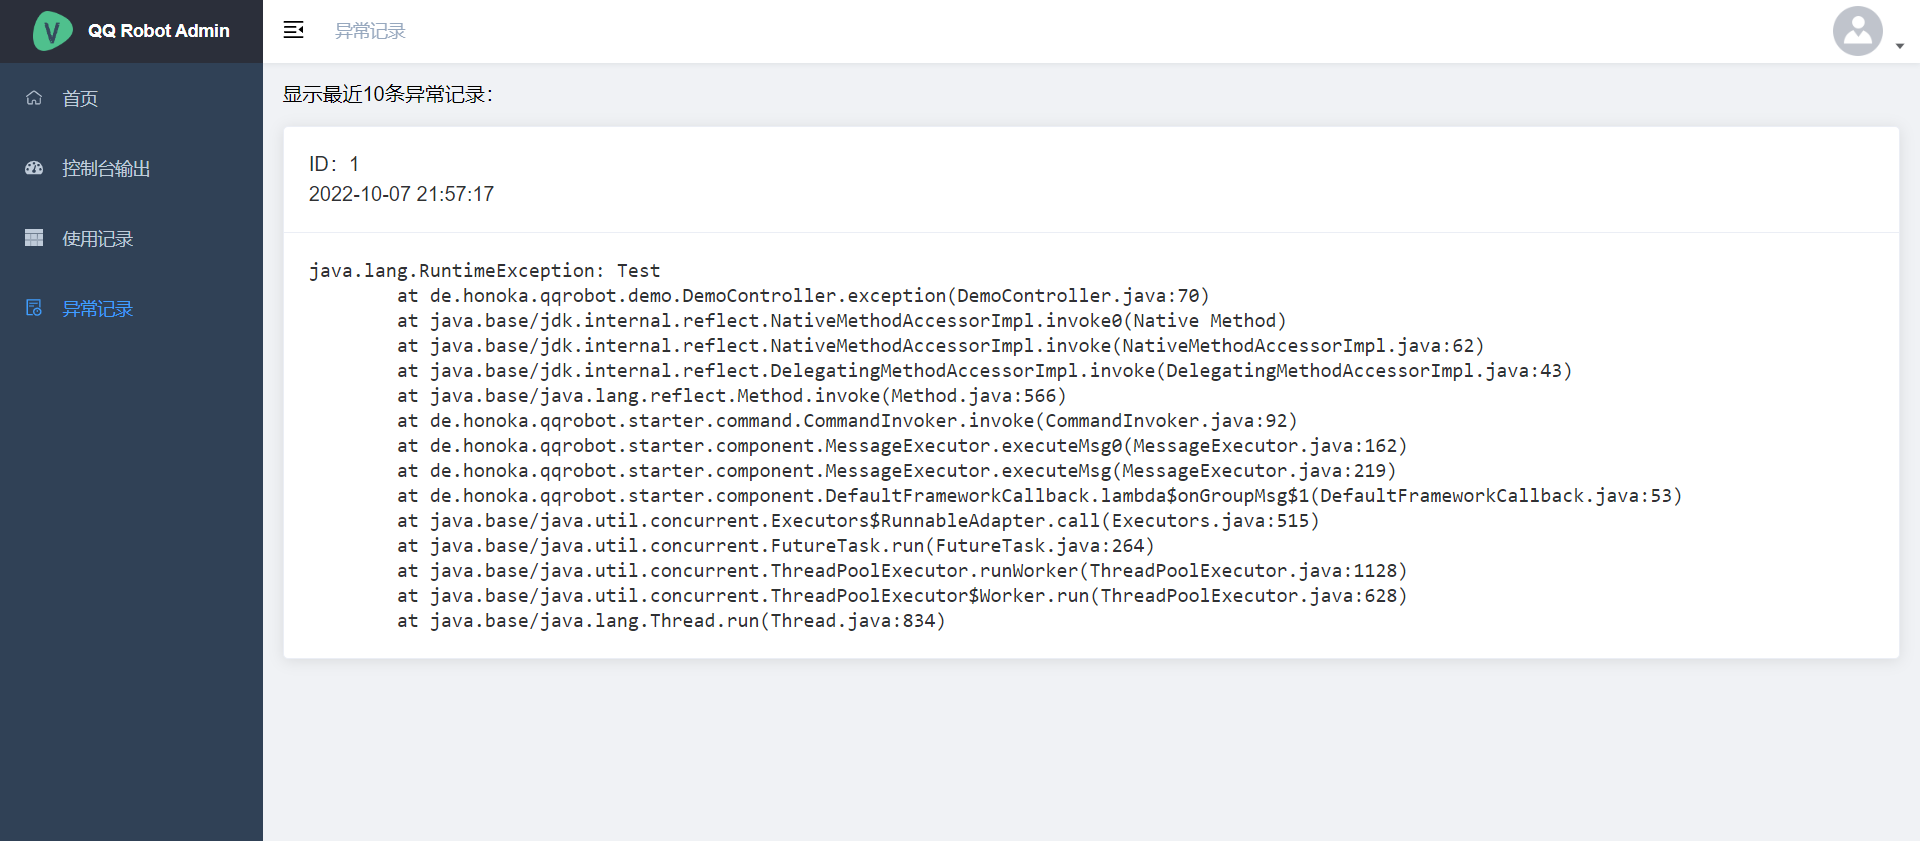 V QQ Robot Admin
异常记录
首页
控制台输出
使用记录
异常记录
显示最近10条异常记录：
ID：1
2022-10-07 21:57:17
java.lang.RuntimeException: Test
at de.honoka.qqrobot.demo.DemoController.exception(DemoController.java:70)
at java.base/jdk.internal.reflect.NativeMethodAccessorImpl.invoke0(Native Method)
at java.base/jdk.internal.reflect.NativeMethodAccessorImpl.invoke(NativeMethodAccessorImpl.java:62)
at java.base/jdk.internal.reflect.DelegatingMethodAccessorImpl.invoke(DelegatingMethodAccessorImpl.java:43)
at java.base/java.lang.reflect.Method.invoke(Method.java:566)
at de.honoka.qqrobot.starter.command.CommandInvoker.invoke(CommandInvoker.java:92)
at de.honoka.qqrobot.starter.component.MessageExecutor.executeMsg0(MessageExecutor.java:162)
at de.honoka.qqrobot.starter.component.MessageExecutor.executeMsg(MessageExecutor.java:219)
at de.honoka.qqrobot.starter.component.DefaultFrameworkCallback.lambda$onGroupMsg$1(DefaultFrameworkCallback.java:53)
at java.base/java.util.concurrent.Executors$RunnableAdapter.call(Executors.java:515)
at java.base/java.util.concurrent.FutureTask.run(FutureTask.java:264)
at java.base/java.util.concurrent.ThreadPoolExecutor.runWorker(ThreadPoolExecutor.java:1128)
at java.base/java.util.concurrent.ThreadPoolExecutor$Worker.run(ThreadPoolExecutor.java:628)
at java.base/java.lang.Thread.run(Thread.java:834)